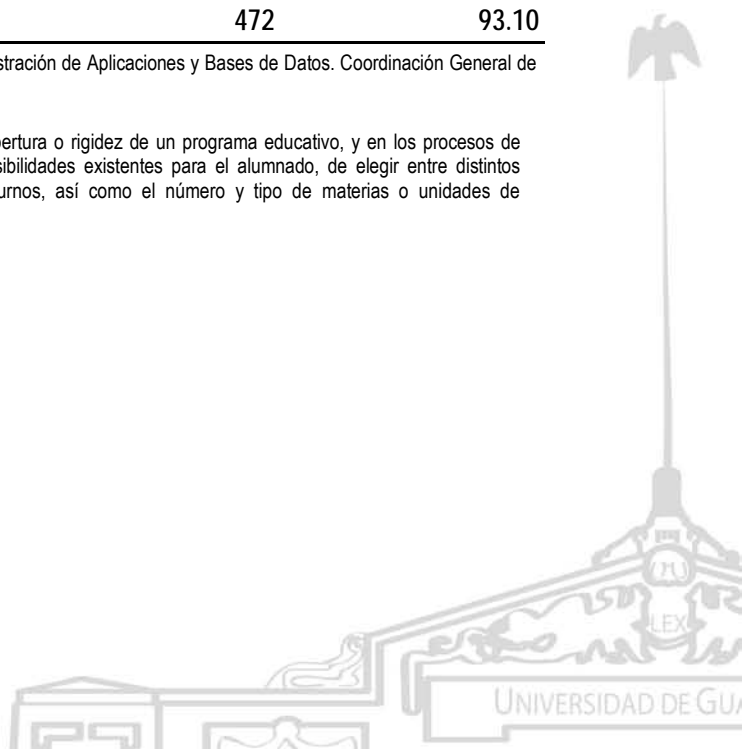 472 93.10
stración de Aplicaciones y Bases de Datos. Coordinación General de
pertura o rigidez de un programa educativo, y en los procesos de
sibilidades existentes para el alumnado, de elegir entre distintos
urnos, así como el número y tipo de materias o unidades de
LEX
UNIVERSIDAD DE GUA